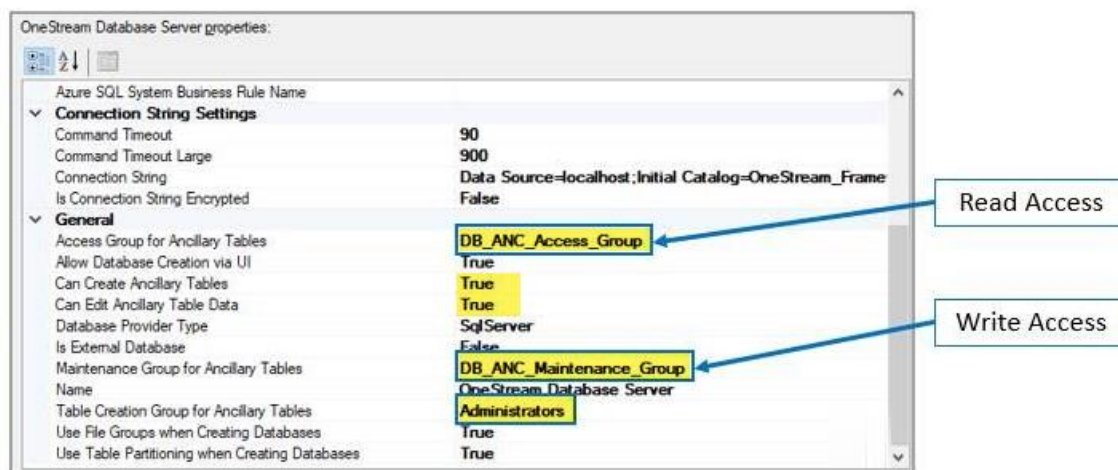 OneStream Database Server properties:
Azure SQL System Business Rule Name
Connection String Settings
Command Timeout 90
Command Timeout Large 900
Connection String Data Source=localhost;Initial Catalog=OneStream_Frame
Is Connection String Encrypted False
General
Access Group for Ancillary Tables DB_ANC_Access_Group
Allow Database Creation via UI True
Can Create Ancillary Tables True
Can Edit Ancillary Table Data True
Database Provider Type SqlServer
Is External Database False
Maintenance Group for Ancillary Tables DB_ANC_Maintenance_Group
Name OneStream Database Server
Table Creation Group for Ancillary Tables Administrators
Use File Groups when Creating Databases True
Use Table Partitioning when Creating Databases True
Read Access
Write Access